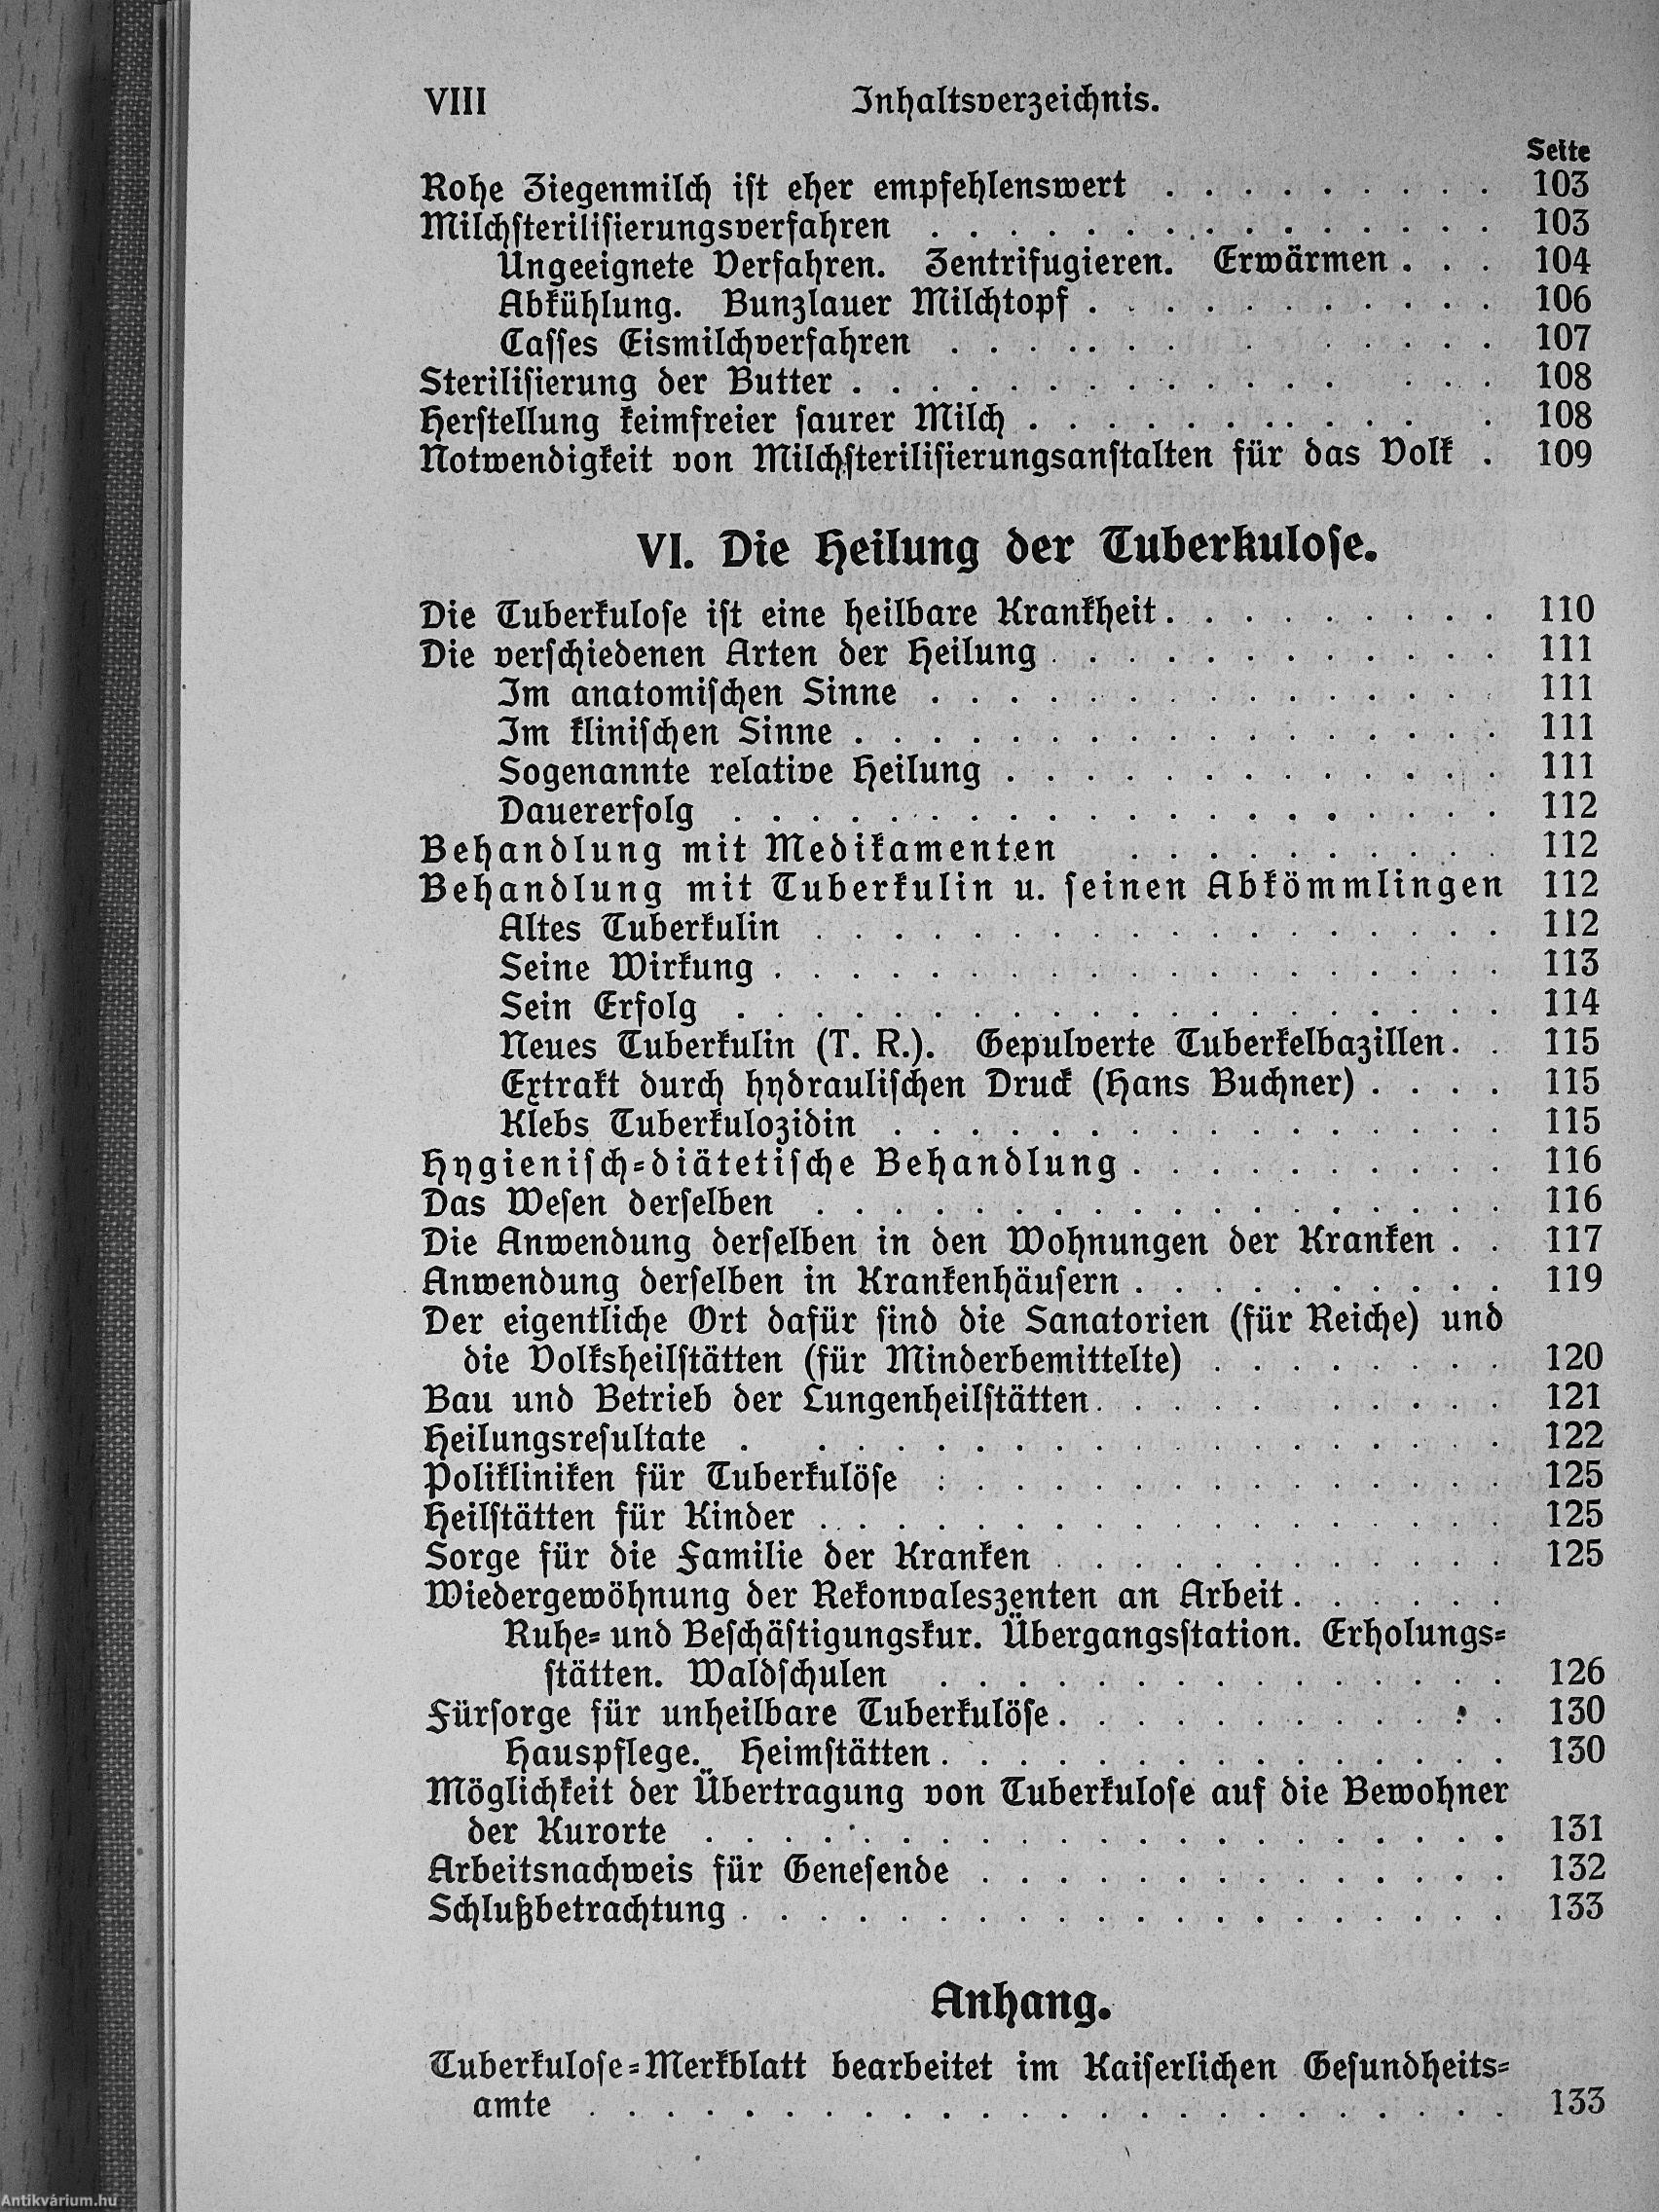 VIII Inhaltsverzeichnis.
Seite
Rohe Ziegenmilch ist eher empfehlenswert . . . . . . . . . 103
Milchsterilisierungsverfahren . . . . . . . . . . . . . . . 103
Ungeeignete Verfahren. Zentrifugieren. Erwärmen . . . 104
Abkühlung. Bunzlauer Milchtopf . . . . . . . . . . . 106
Casses Eismilchverfahren . . . . . . . . . . . . . . 107
Sterilisierung der Butter . . . . . . . . . . . . . . . . . 108
Herstellung keimfreier saurer Milch . . . . . . . . . . . . 108
Notwendigkeit von Milchsterilisierungsanstalten für das Volk . 109
VI. Die Heilung der Tuberkulose.
Die Tuberkulose ist eine heilbare Krankheit . . . . . . . . . 110
Die verschiedenen Arten der Heilung . . . . . . . . . . . . 111
Im anatomischen Sinne . . . . . . . . . . . . . . . 111
Im klinischen Sinne . . . . . . . . . . . . . . . . . 111
Sogenannte relative Heilung . . . . . . . . . . . . . 111
Dauererfolg . . . . . . . . . . . . . . . . . . . . 112
Behandlung mit Medikamenten . . . . . . . . . . 112
Behandlung mit Tuberkulin u. seinen Abkömmlingen 112
Altes Tuberkulin . . . . . . . . . . . . . . . . . . 112
Seine Wirkung . . . . . . . . . . . . . . . . . . . 113
Sein Erfolg . . . . . . . . . . . . . . . . . . . . 114
Neues Tuberkulin (T. R.). Gepulverte Tuberkelbazillen . . 115
Extrakt durch hydraulischen Druck (Hans Buchner) . . . . 115
Klebs Tuberkulozidin . . . . . . . . . . . . . . . . 115
Hygienisch-diätetische Behandlung . . . . . . . . . . 116
Das Wesen derselben . . . . . . . . . . . . . . . . . . 116
Die Anwendung derselben in den Wohnungen der Kranken . . 117
Anwendung derselben in Krankenhäusern . . . . . . . . . . 119
Der eigentliche Ort dafür sind die Sanatorien (für Reiche) und
die Volksheilstätten (für Minderbemittelte) . . . . . . . . 120
Bau und Betrieb der Lungenheilstätten . . . . . . . . . . . 121
Heilungsresultate . . . . . . . . . . . . . . . . . . . 122
Polikliniken für Tuberkulöse . . . . . . . . . . . . . . . 125
Heilstätten für Kinder . . . . . . . . . . . . . . . . . . 125
Sorge für die Familie der Kranken . . . . . . . . . . . . 125
Wiedergewöhnung der Rekonvaleszenten an Arbeit . . . . . .
Ruhe- und Beschäftigungskur. Übergangsstation. Erholungs-
stätten. Waldschulen . . . . . . . . . . . . . . . 126
Fürsorge für unheilbare Tuberkulöse . . . . . . . . . . . . 130
Hauspflege. Heimstätten . . . . . . . . . . . . . . . 130
Möglichkeit der Übertragung von Tuberkulose auf die Bewohner
der Kurorte . . . . . . . . . . . . . . . . . . . . . 131
Arbeitsnachweis für Genesende . . . . . . . . . . . . . . 132
Schlußbetrachtung . . . . . . . . . . . . . . . . . . . . 133
Anhang.
Tuberkulose-Merkblatt bearbeitet im Kaiserlichen Gesundheits-
amte . . . . . . . . . . . . . . . . . . . . . . . . 133
Antikvárium.hu